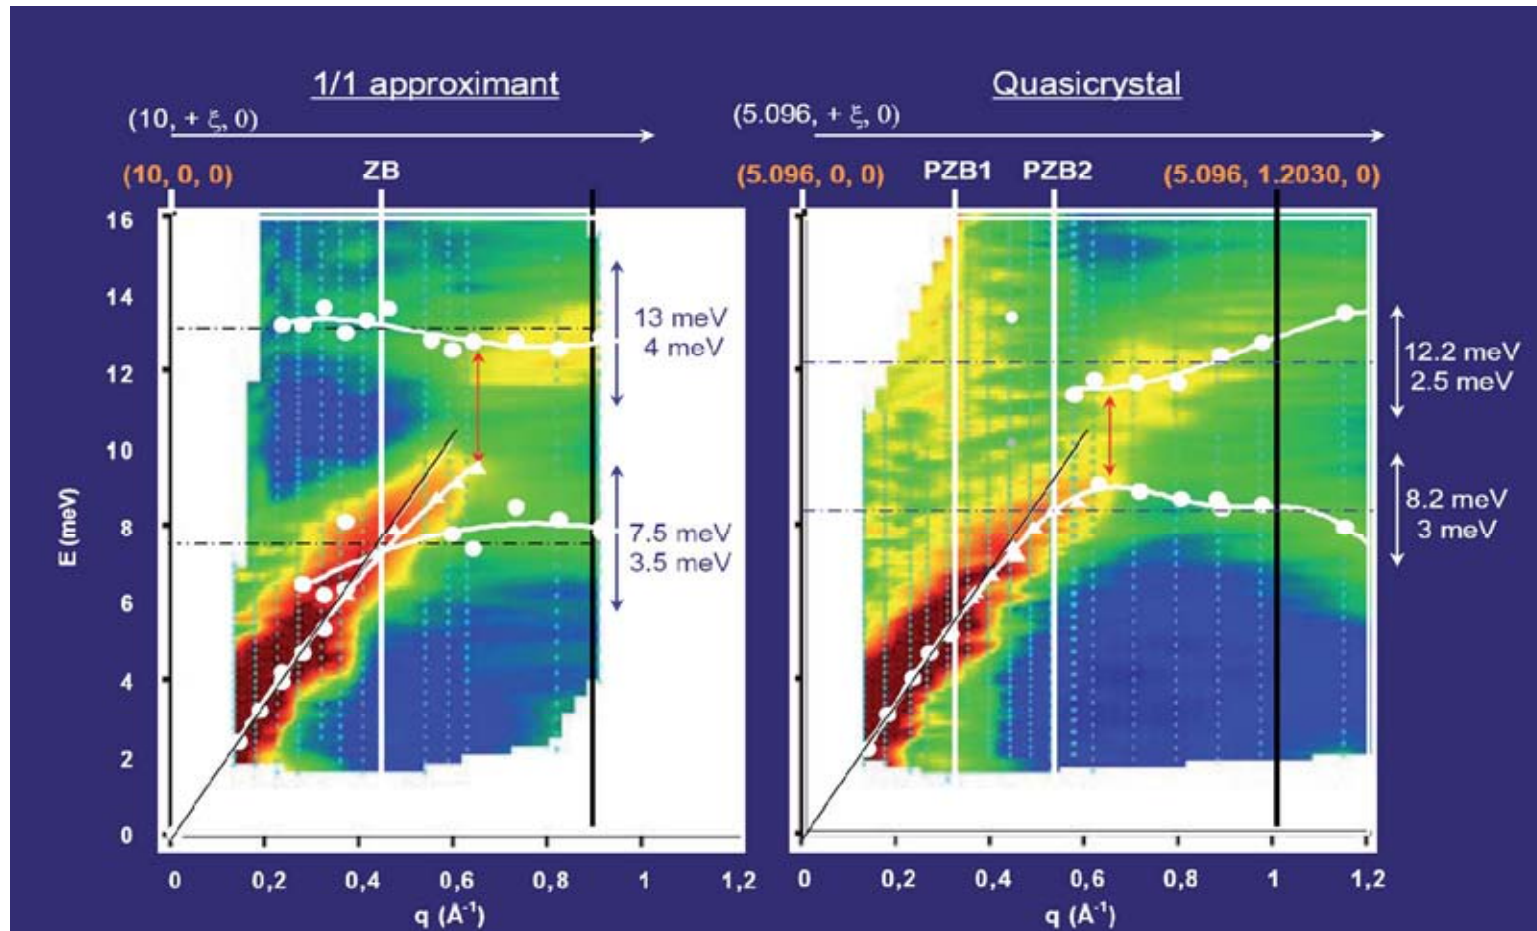 1/1 approximant
Quasicrystal
(10, + ξ, 0)
(5.096, + ξ, 0)
(10, 0, 0)
ZB
(5.096, 0, 0)
PZB1
PZB2
(5.096, 1.2030, 0)
16
14
12
10
8
6
4
2
0
E (meV)
13 meV
4 meV
7.5 meV
3.5 meV
12.2 meV
2.5 meV
8.2 meV
3 meV
0 0,2 0,4 0,6 0,8 1 1,2
q (Å⁻¹)
0 0,2 0,4 0,6 0,8 1 1,2
q (Å⁻¹)